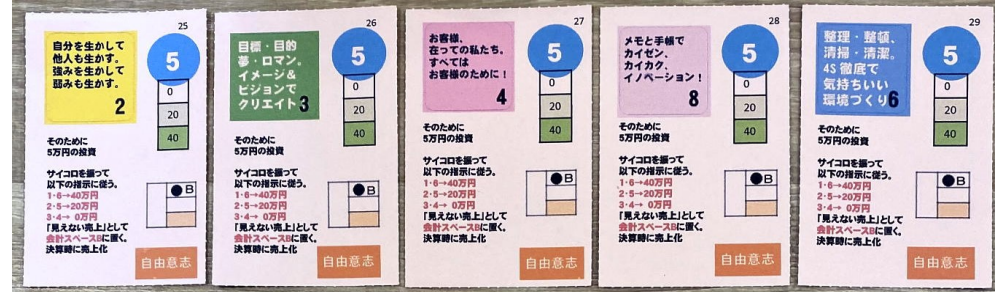 25
自分を生かして
他人も生かす。
強みを生かして
弱みも生かす。
2
5
0
20
40
そのために
5万円の投資
サイコロを振って
以下の指示に従う。
1・6→40万円
2・5→20万円
3・4→ 0万円
「見えない売上」として
会計スペースBに置く。
決算時に売上化
B
自由意志
26
目標・目的
夢・ロマン。
イメージ&
ビジョンで
クリエイト
3
5
0
20
40
そのために
5万円の投資
サイコロを振って
以下の指示に従う。
1・6→40万円
2・5→20万円
3・4→ 0万円
「見えない売上」として
会計スペースBに置く。
決算時に売上化
B
自由意志
27
お客様、
在っての私たち。
すべては
お客様のために!
4
5
0
20
40
そのために
5万円の投資
サイコロを振って
以下の指示に従う。
1・6→40万円
2・5→20万円
3・4→ 0万円
「見えない売上」として
会計スペースBに置く。
決算時に売上化
B
自由意志
28
メモと手帳で
カイゼン、
カイカク、
イノベーション!
8
5
0
20
40
そのために
5万円の投資
サイコロを振って
以下の指示に従う。
1・6→40万円
2・5→20万円
3・4→ 0万円
「見えない売上」として
会計スペースBに置く。
決算時に売上化
B
自由意志
29
整理・整頓、
清掃・清潔。
4S徹底で
気持ちいい
環境づくり
6
5
0
20
40
そのために
5万円の投資
サイコロを振って
以下の指示に従う。
1・6→40万円
2・5→20万円
3・4→ 0万円
「見えない売上」として
会計スペースBに置く。
決算時に売上化
B
自由意志